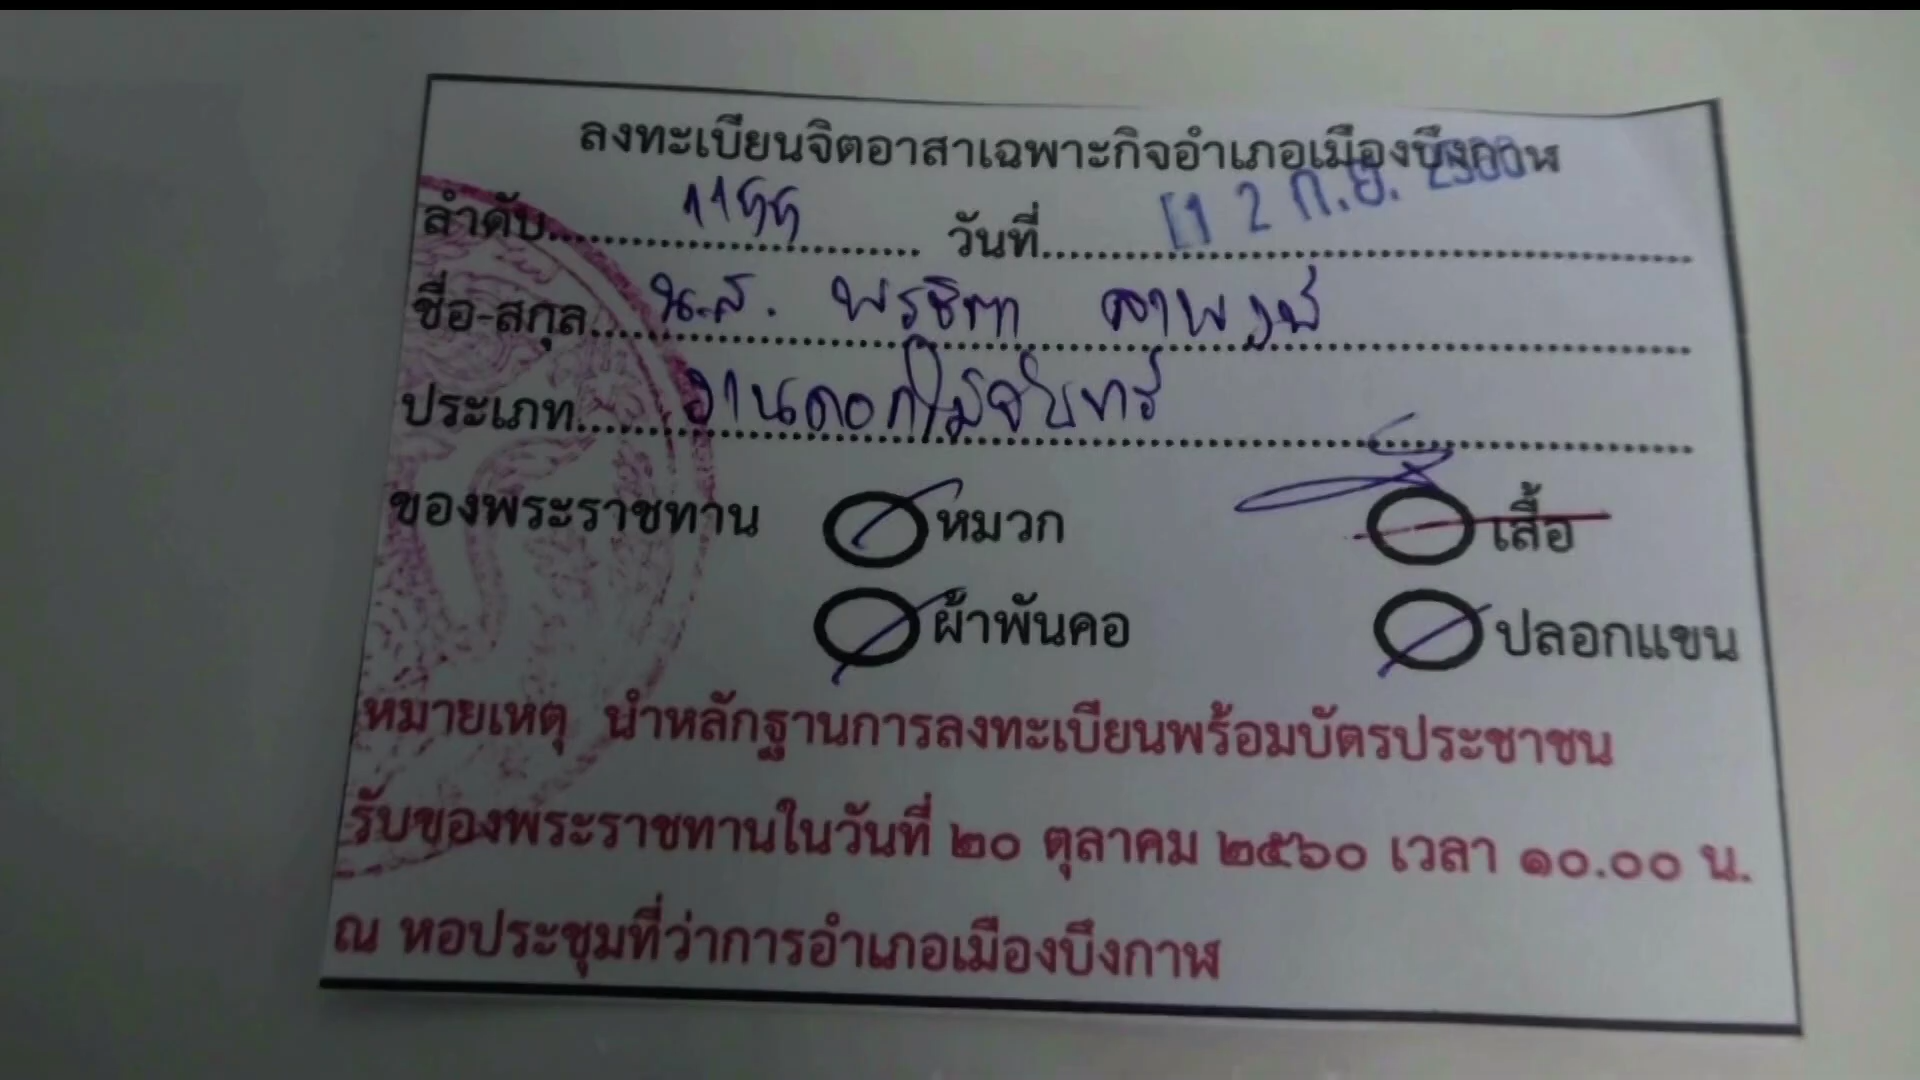 ลงทะเบียนจิตอาสาเฉพาะกิจอำเภอเมืองบึงกาฬ
ลำดับ 1155 วันที่ 12 ก.ย. 2560
ชื่อ-สกุล น.ส. พรชิตา
ประเภท งานดอกไม้จันทร์
ของพระราชทาน หมวก เสื้อ
ผ้าพันคอ ปลอกแขน
หมายเหตุ นำหลักฐานการลงทะเบียนพร้อมบัตรประชาชน
รับของพระราชทานในวันที่ ๒๐ ตุลาคม ๒๕๖๐ เวลา ๑๐.๐๐ น.
ณ หอประชุมที่ว่าการอำเภอเมืองบึงกาฬ